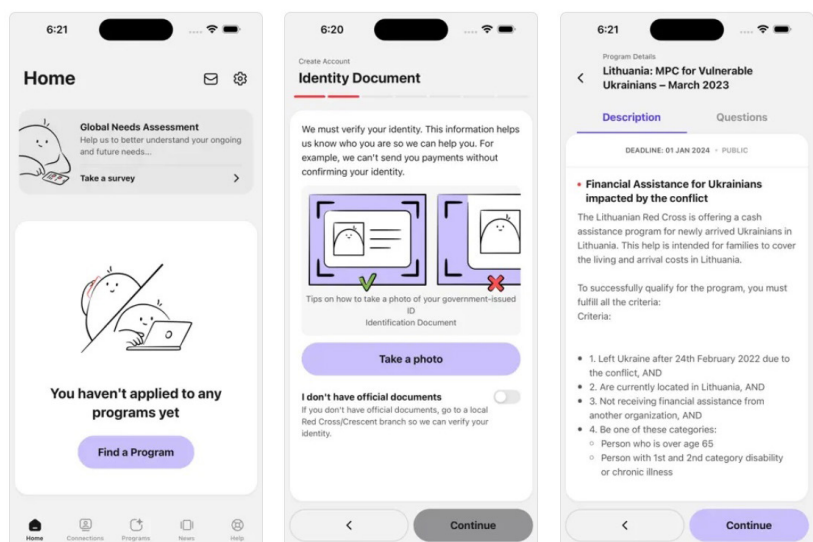 6:21
Home
Global Needs Assessment
Help us to better understand your ongoing
and future needs...
Take a survey
You haven't applied to any
programs yet
Find a Program
Home
Connections
Programs
News
Help
6:20
Create Account
Identity Document
We must verify your identity. This information helps
us know who you are so we can help you. For
example, we can't send you payments without
confirming your identity.
Tips on how to take a photo of your government-issued
ID
Identification Document
Take a photo
I don't have official documents
If you don't have official documents, go to a local
Red Cross/Crescent branch so we can verify your
identity.
Continue
6:21
Program Details
Lithuania: MPC for Vulnerable
Ukrainians – March 2023
Description
Questions
DEADLINE: 01 JAN 2024 • PUBLIC
Financial Assistance for Ukrainians
impacted by the conflict
The Lithuanian Red Cross is offering a cash
assistance program for newly arrived Ukrainians in
Lithuania. This help is intended for families to cover
the living and arrival costs in Lithuania.
To successfully qualify for the program, you must
fulfill all the criteria:
Criteria:
1. Left Ukraine after 24th February 2022 due to
the conflict, AND
2. Are currently located in Lithuania, AND
3. Not receiving financial assistance from
another organization, AND
4. Be one of these categories:
Person who is over age 65
Person with 1st and 2nd category disability
or chronic illness
Continue